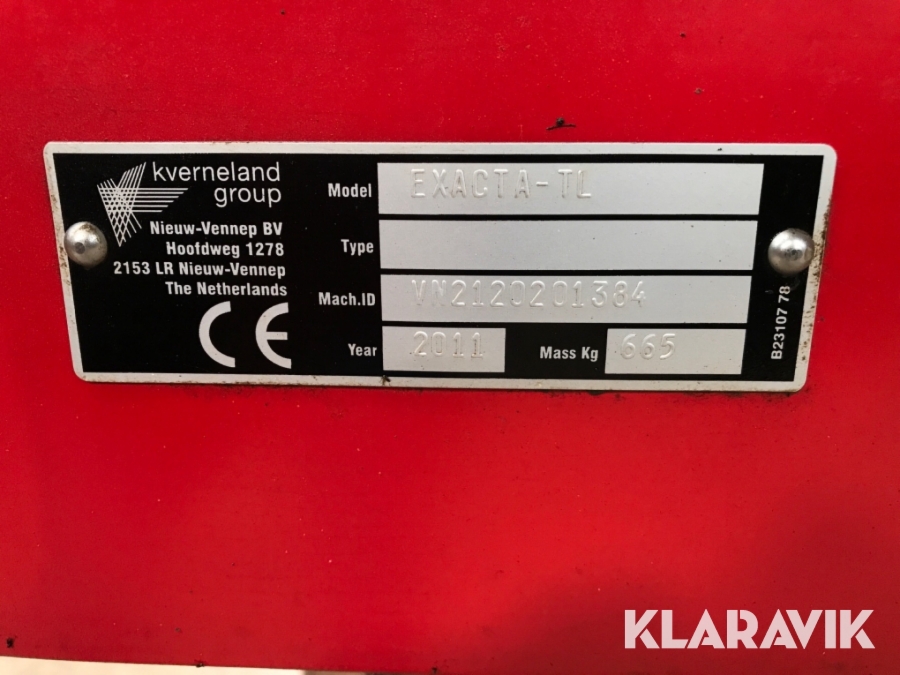 kverneland
group
Nieuw-Vennep BV
Hoofdweg 1278
2153 LR Nieuw-Vennep
The Netherlands
CE
Model EXACTA-TL
Type
Mach.ID VN2120201384
Year 2011 Mass Kg 665
B23107 78
KLARAVIK